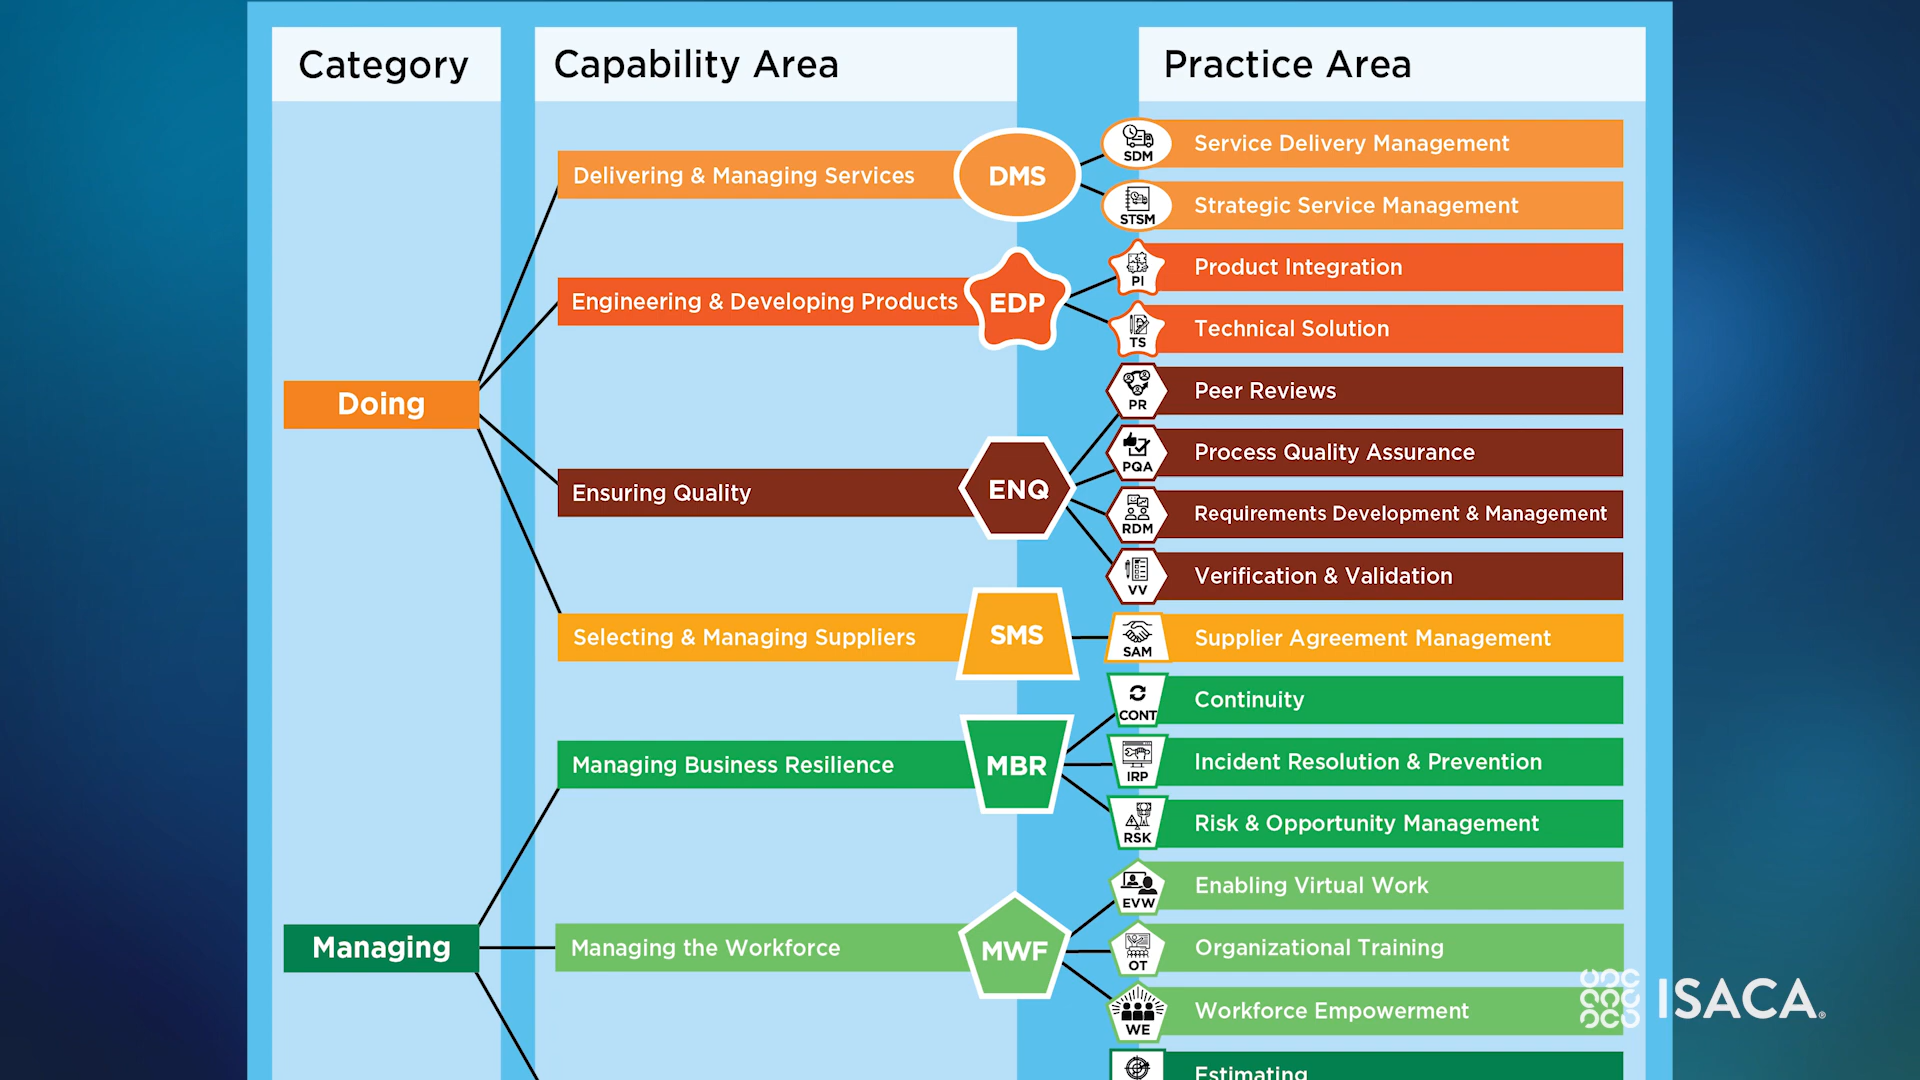 Category
Capability Area
Practice Area
Delivering & Managing Services
DMS
SDM
Service Delivery Management
STSM
Strategic Service Management
Engineering & Developing Products
EDP
PI
Product Integration
TS
Technical Solution
Doing
Ensuring Quality
ENQ
PR
Peer Reviews
PQA
Process Quality Assurance
RDM
Requirements Development & Management
VV
Verification & Validation
Selecting & Managing Suppliers
SMS
SAM
Supplier Agreement Management
Managing Business Resilience
MBR
CONT
Continuity
IRP
Incident Resolution & Prevention
RSK
Risk & Opportunity Management
Managing
Managing the Workforce
MWF
EVW
Enabling Virtual Work
OT
Organizational Training
WE
Workforce Empowerment
Estimating
ISACA®